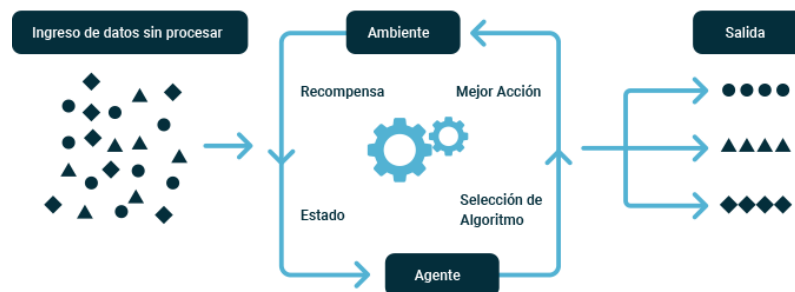 Ingreso de datos sin procesar
Ambiente
Salida
Recompensa
Mejor Acción
Estado
Selección de
Algoritmo
Agente